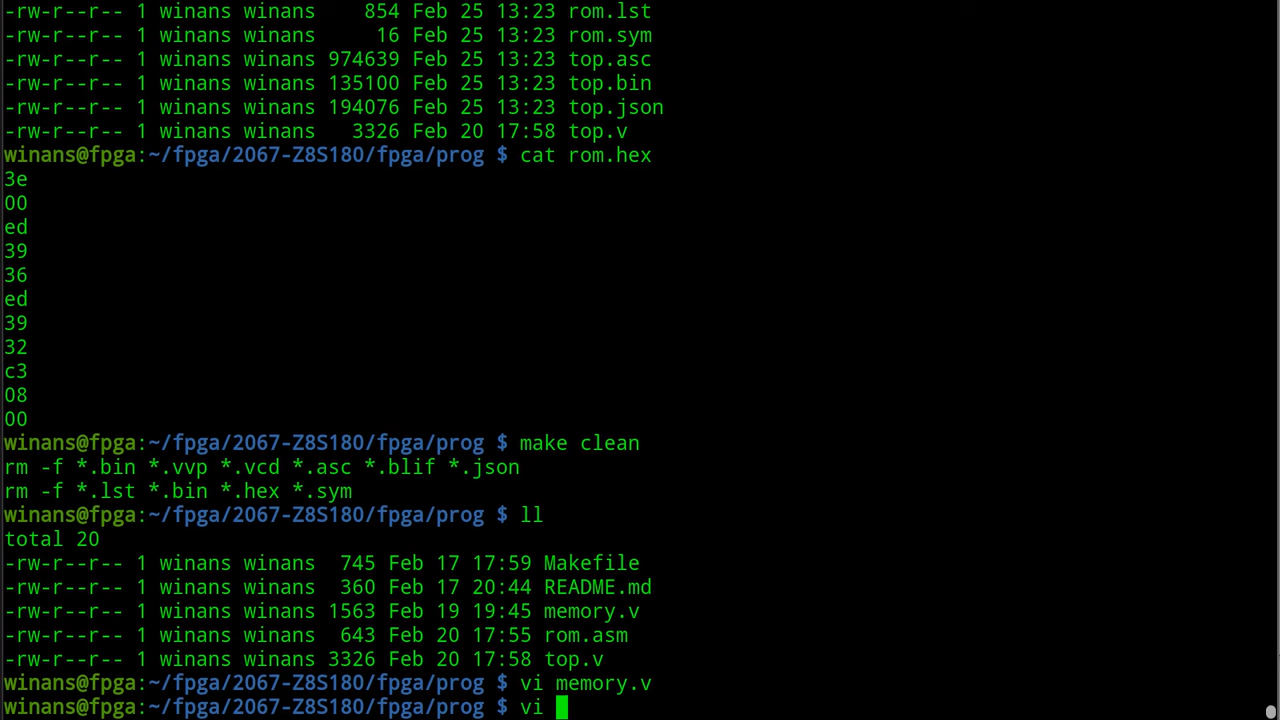 -rw-r--r-- 1 winans winans    854 Feb 25 13:23 rom.lst
-rw-r--r-- 1 winans winans     16 Feb 25 13:23 rom.sym
-rw-r--r-- 1 winans winans 974639 Feb 25 13:23 top.asc
-rw-r--r-- 1 winans winans 135100 Feb 25 13:23 top.bin
-rw-r--r-- 1 winans winans 194076 Feb 25 13:23 top.json
-rw-r--r-- 1 winans winans   3326 Feb 20 17:58 top.v
winans@fpga:~/fpga/2067-Z8S180/fpga/prog $ cat rom.hex
3e
00
ed
39
36
ed
39
32
c3
08
00
winans@fpga:~/fpga/2067-Z8S180/fpga/prog $ make clean
rm -f *.bin *.vvp *.vcd *.asc *.blif *.json
rm -f *.lst *.bin *.hex *.sym
winans@fpga:~/fpga/2067-Z8S180/fpga/prog $ ll
total 20
-rw-r--r-- 1 winans winans  745 Feb 17 17:59 Makefile
-rw-r--r-- 1 winans winans  360 Feb 17 20:44 README.md
-rw-r--r-- 1 winans winans 1563 Feb 19 19:45 memory.v
-rw-r--r-- 1 winans winans  643 Feb 20 17:55 rom.asm
-rw-r--r-- 1 winans winans 3326 Feb 20 17:58 top.v
winans@fpga:~/fpga/2067-Z8S180/fpga/prog $ vi memory.v
winans@fpga:~/fpga/2067-Z8S180/fpga/prog $ vi